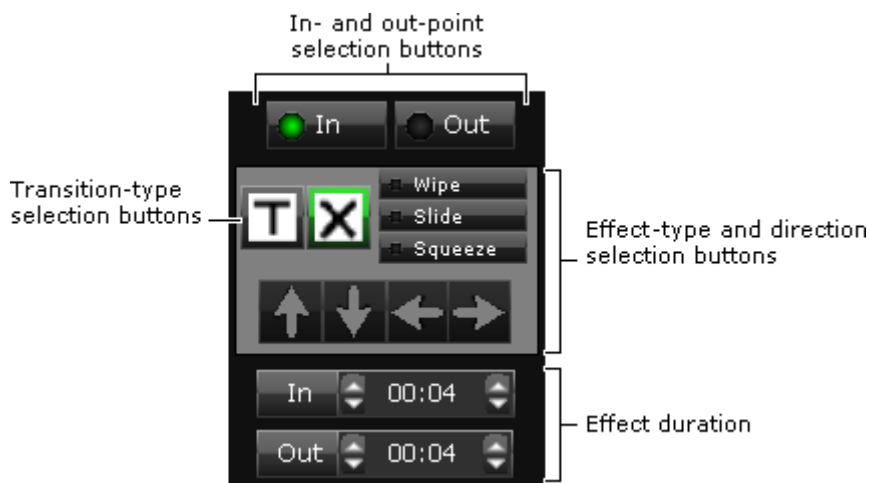 In- and out-point
selection buttons
In
Out
Transition-type
selection buttons
T
X
Wipe
Slide
Squeeze
Effect-type and direction
selection buttons
In
00:04
Out
00:04
Effect duration